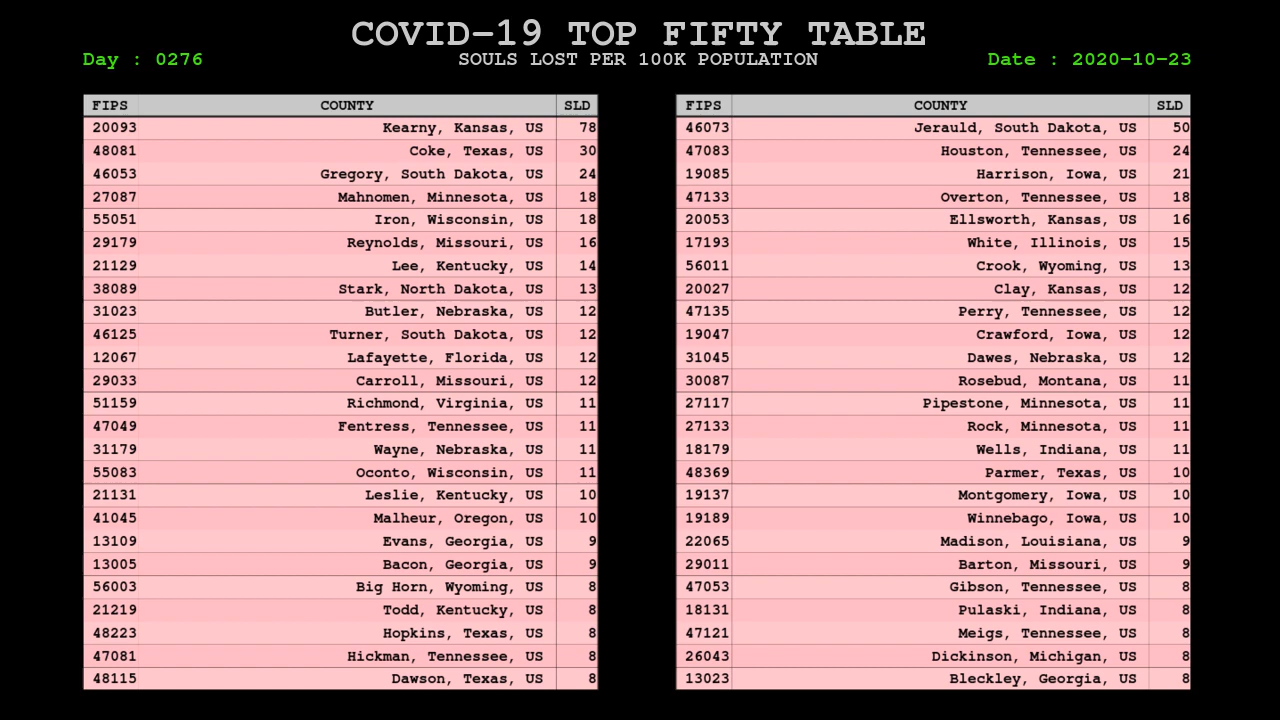 COVID-19 TOP FIFTY TABLE
Day : 0276 SOULS LOST PER 100K POPULATION Date : 2020-10-23
FIPS COUNTY SLD
20093 Kearny, Kansas, US 78
48081 Coke, Texas, US 30
46053 Gregory, South Dakota, US 24
27087 Mahnomen, Minnesota, US 18
55051 Iron, Wisconsin, US 18
29179 Reynolds, Missouri, US 16
21129 Lee, Kentucky, US 14
38089 Stark, North Dakota, US 13
31023 Butler, Nebraska, US 12
46125 Turner, South Dakota, US 12
12067 Lafayette, Florida, US 12
29033 Carroll, Missouri, US 12
51159 Richmond, Virginia, US 11
47049 Fentress, Tennessee, US 11
31179 Wayne, Nebraska, US 11
55083 Oconto, Wisconsin, US 11
21131 Leslie, Kentucky, US 10
41045 Malheur, Oregon, US 10
13109 Evans, Georgia, US 9
13005 Bacon, Georgia, US 9
56003 Big Horn, Wyoming, US 8
21219 Todd, Kentucky, US 8
48223 Hopkins, Texas, US 8
47081 Hickman, Tennessee, US 8
48115 Dawson, Texas, US 8
FIPS COUNTY SLD
46073 Jerauld, South Dakota, US 50
47083 Houston, Tennessee, US 24
19085 Harrison, Iowa, US 21
47133 Overton, Tennessee, US 18
20053 Ellsworth, Kansas, US 16
17193 White, Illinois, US 15
56011 Crook, Wyoming, US 13
20027 Clay, Kansas, US 12
47135 Perry, Tennessee, US 12
19047 Crawford, Iowa, US 12
31045 Dawes, Nebraska, US 12
30087 Rosebud, Montana, US 11
27117 Pipestone, Minnesota, US 11
27133 Rock, Minnesota, US 11
18179 Wells, Indiana, US 11
48369 Parmer, Texas, US 10
19137 Montgomery, Iowa, US 10
19189 Winnebago, Iowa, US 10
22065 Madison, Louisiana, US 9
29011 Barton, Missouri, US 9
47053 Gibson, Tennessee, US 8
18131 Pulaski, Indiana, US 8
47121 Meigs, Tennessee, US 8
26043 Dickinson, Michigan, US 8
13023 Bleckley, Georgia, US 8